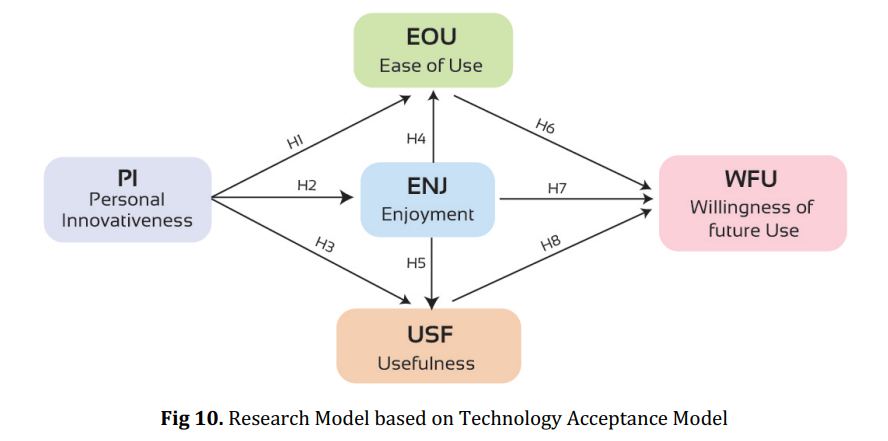 EOU
Ease of Use
H1
H4
H6
PI
Personal
Innovativeness
H2
ENJ
Enjoyment
H7
WFU
Willingness of
future Use
H3
H5
H8
USF
Usefulness
Fig 10. Research Model based on Technology Acceptance Model